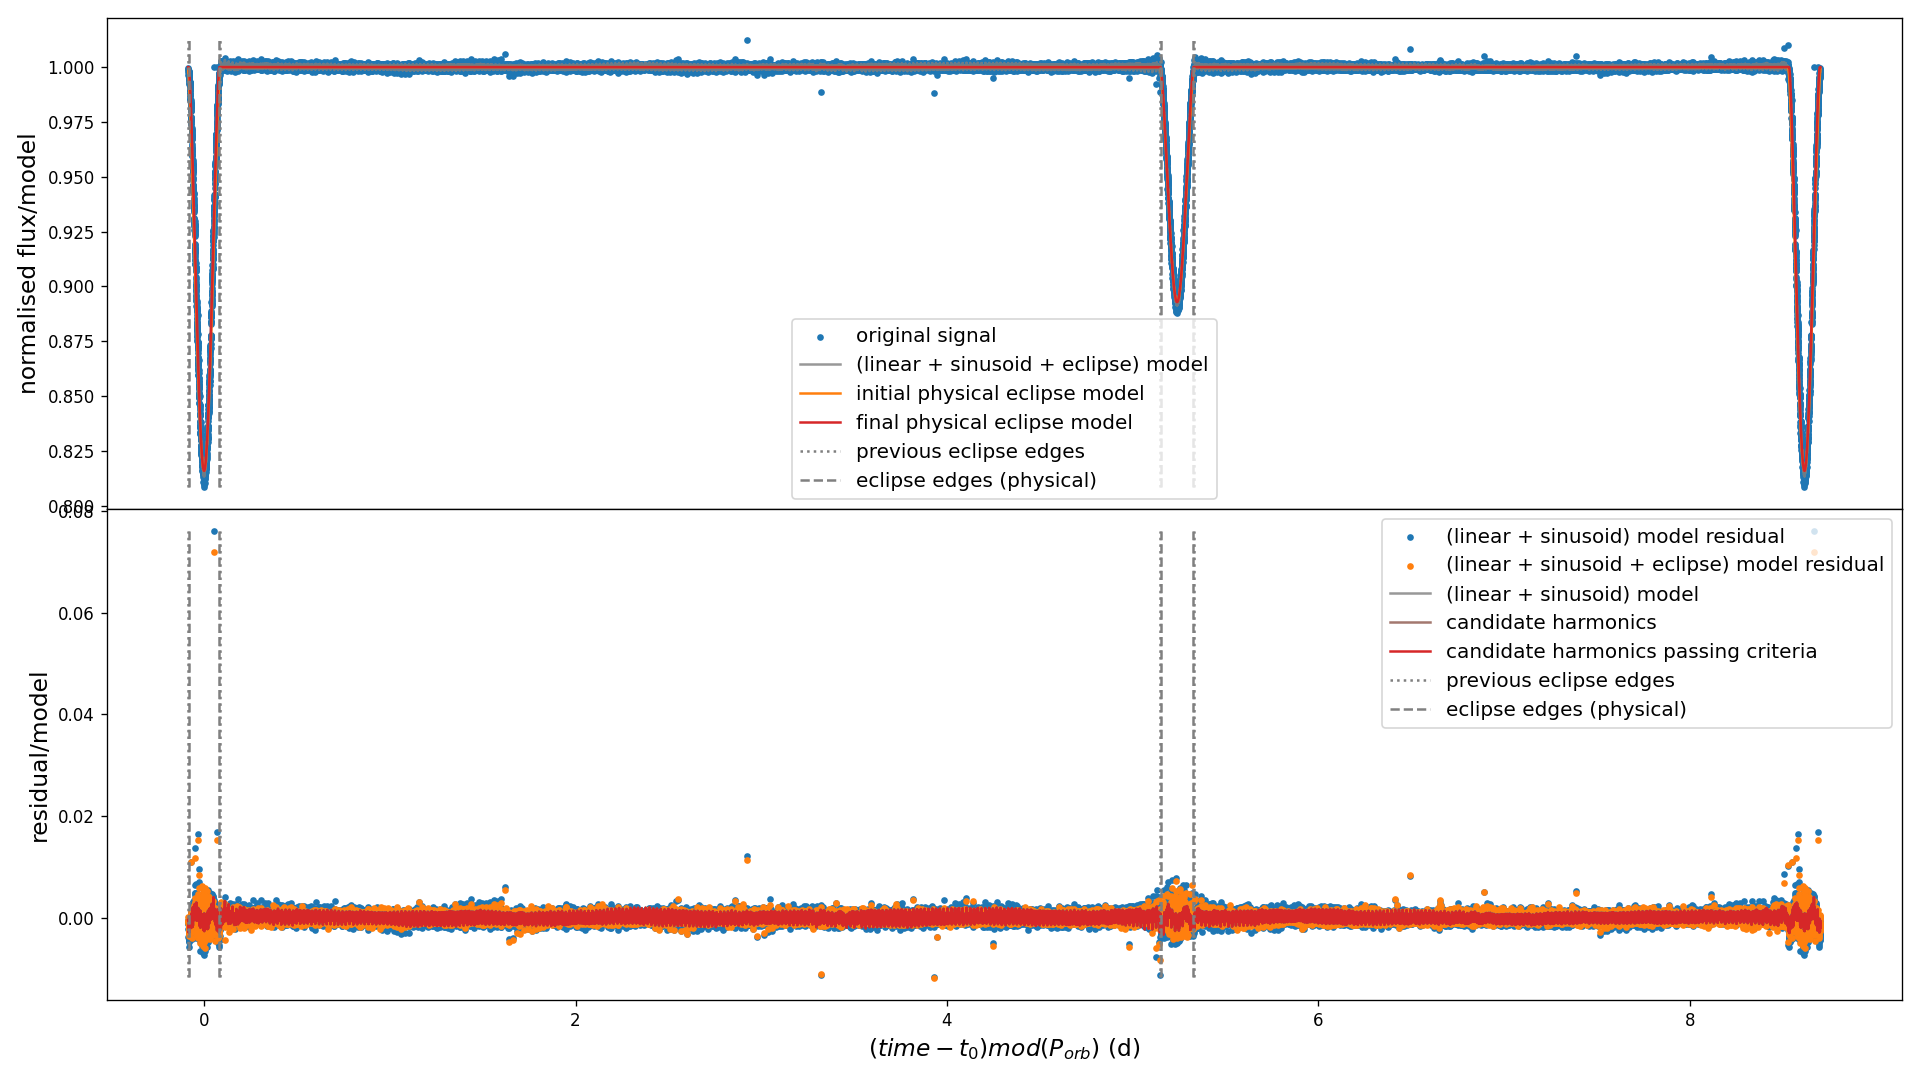 normalised flux/model
1.000
0.975
0.950
0.925
0.900
0.875
0.850
0.825
0.800
original signal
(linear + sinusoid + eclipse) model
initial physical eclipse model
final physical eclipse model
previous eclipse edges
eclipse edges (physical)
residual/model
0.08
0.06
0.04
0.02
0.00
(linear + sinusoid) model residual
(linear + sinusoid + eclipse) model residual
(linear + sinusoid) model
candidate harmonics
candidate harmonics passing criteria
previous eclipse edges
eclipse edges (physical)
0 2 4 6 8
(time − t₀)mod(P_orb) (d)